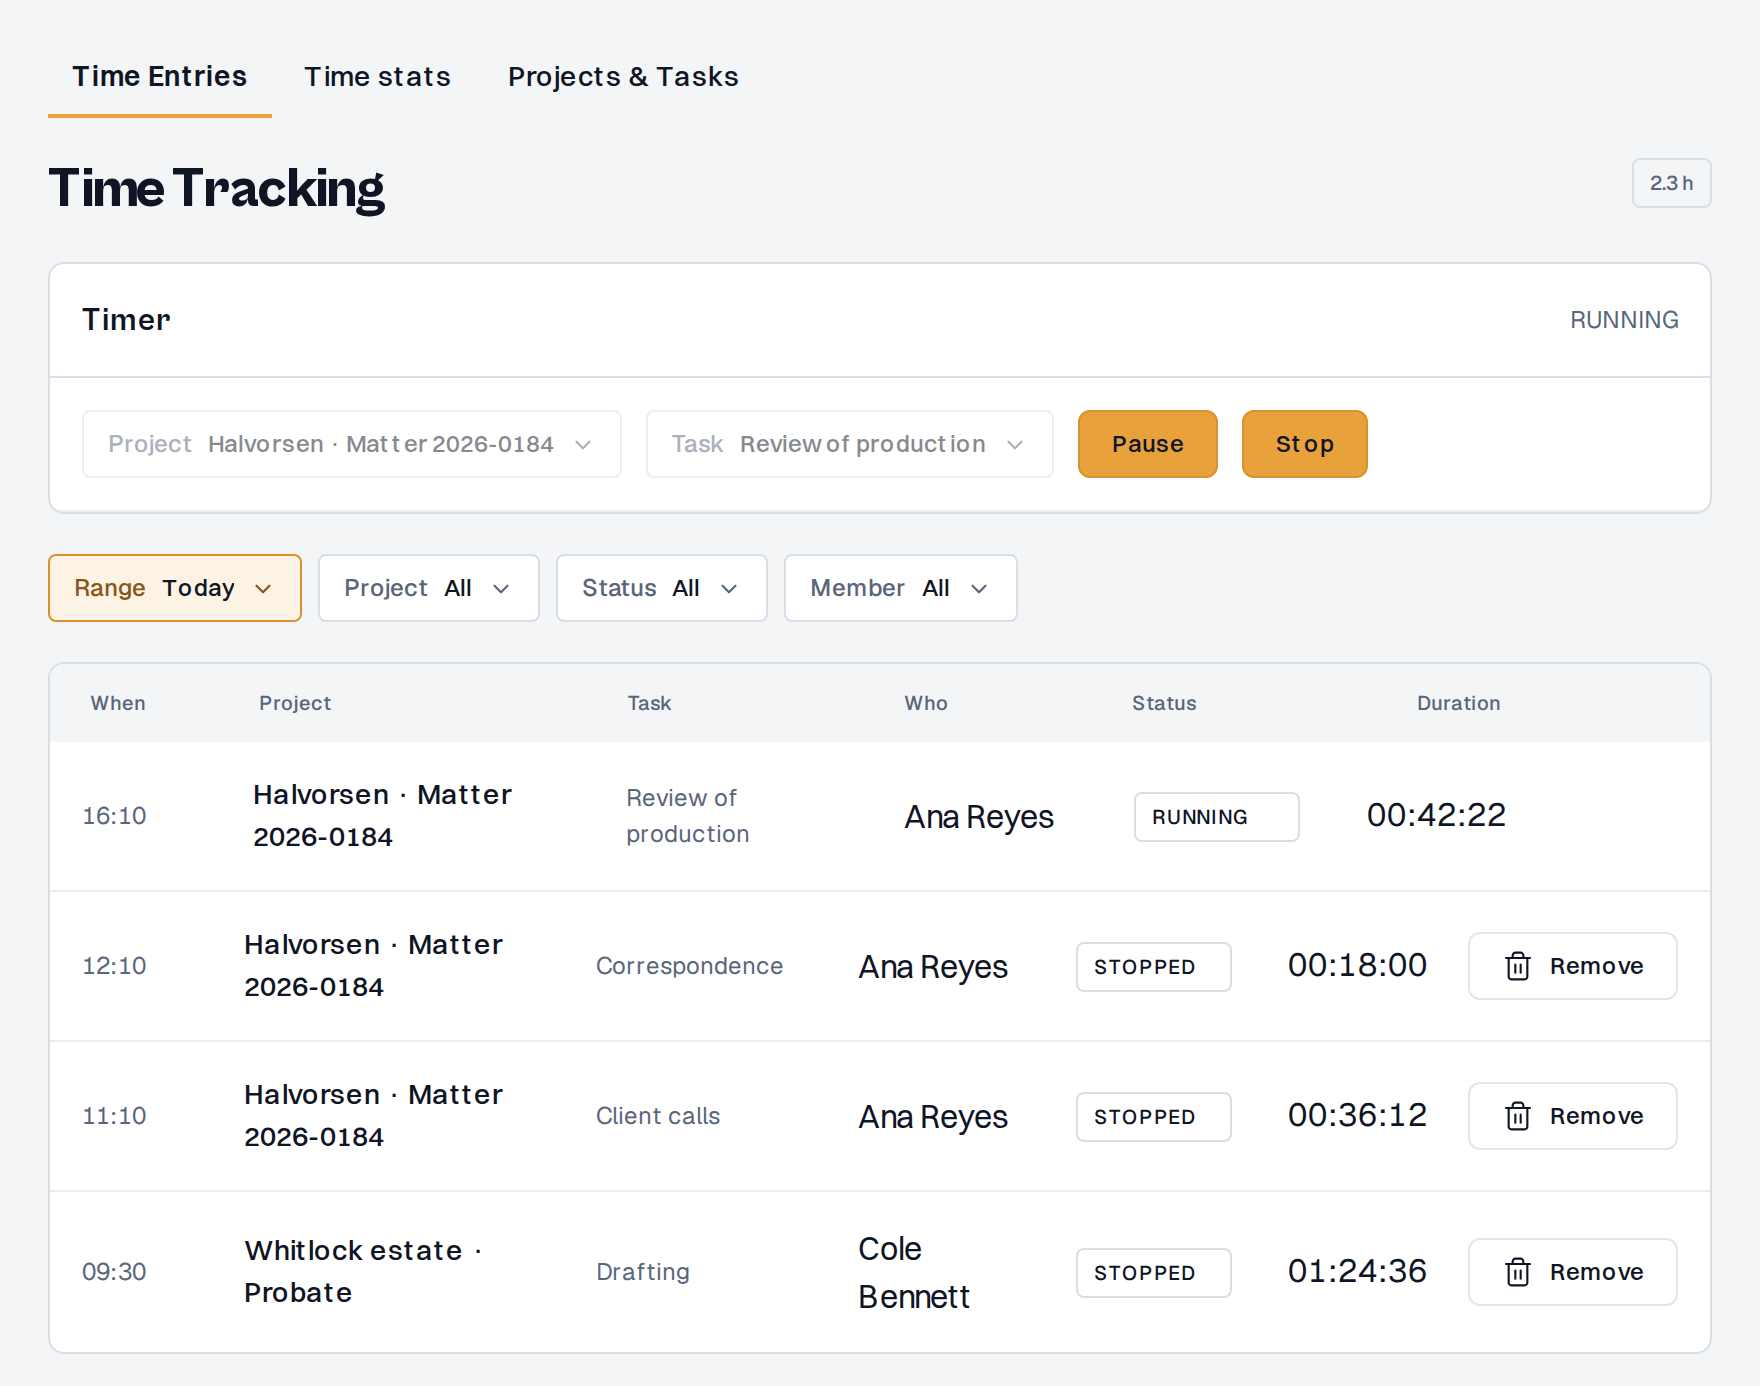 Time Entries Time stats Projects & Tasks
Time Tracking 2.3 h
Timer RUNNING
Project Halvorsen · Matter 2026-0184 Task Review of production Pause Stop
Range Today Project All Status All Member All
When Project Task Who Status Duration
16:10 Halvorsen · Matter 2026-0184 Review of production Ana Reyes RUNNING 00:42:22
12:10 Halvorsen · Matter 2026-0184 Correspondence Ana Reyes STOPPED 00:18:00 Remove
11:10 Halvorsen · Matter 2026-0184 Client calls Ana Reyes STOPPED 00:36:12 Remove
09:30 Whitlock estate · Probate Drafting Cole Bennett STOPPED 01:24:36 Remove